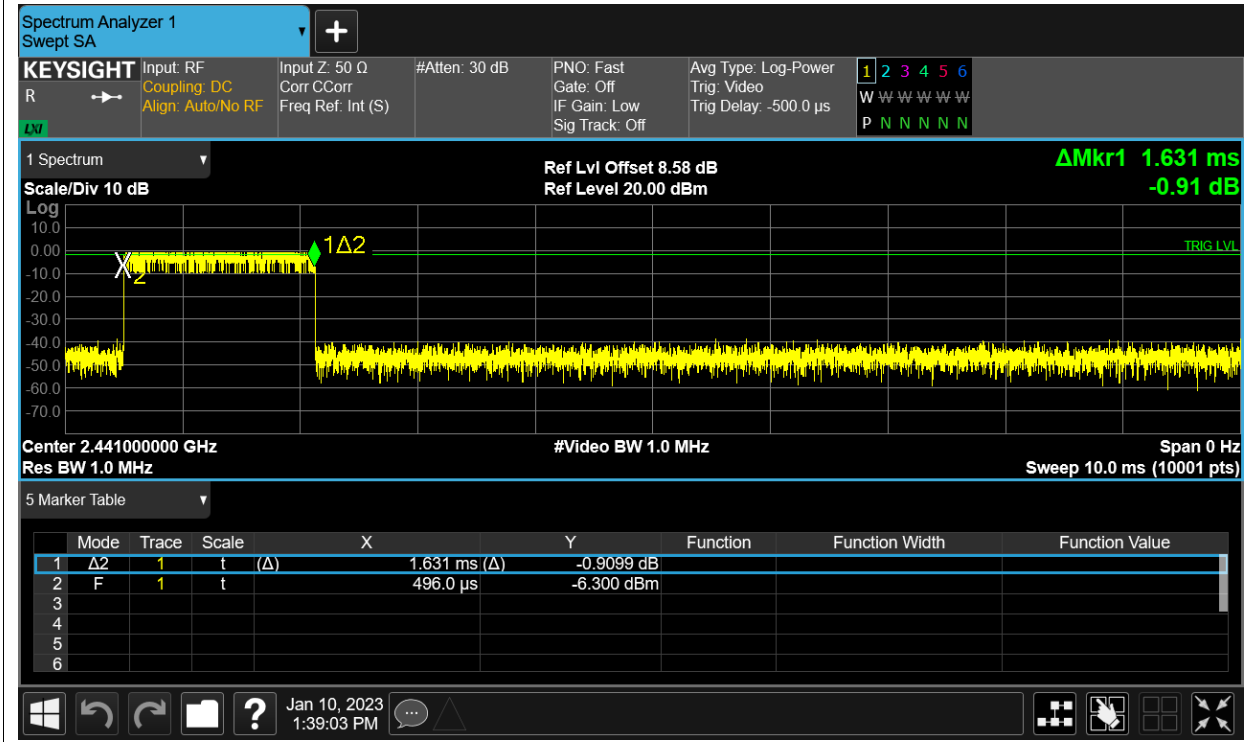 Spectrum Analyzer 1
Swept SA
KEYSIGHT
R
LXI
Input: RF
Coupling: DC
Align: Auto/No RF
Input Z: 50 Ω
Corr CCorr
Freq Ref: Int (S)
#Atten: 30 dB
PNO: Fast
Gate: Off
IF Gain: Low
Sig Track: Off
Avg Type: Log-Power
Trig: Video
Trig Delay: -500.0 µs
1 2 3 4 5 6
W W W W W W
P N N N N N
1 Spectrum
Scale/Div 10 dB
Ref Lvl Offset 8.58 dB
Ref Level 20.00 dBm
ΔMkr1 1.631 ms
-0.91 dB
Log
10.0
0.00
-10.0
-20.0
-30.0
-40.0
-50.0
-60.0
-70.0
X
2
1Δ2
TRIG LVL
Center 2.441000000 GHz
Res BW 1.0 MHz
#Video BW 1.0 MHz
Span 0 Hz
Sweep 10.0 ms (10001 pts)
5 Marker Table
Mode Trace Scale X Y Function Function Width Function Value
1 Δ2 1 t (Δ) 1.631 ms (Δ) -0.9099 dB
2 F 1 t 496.0 µs -6.300 dBm
3
4
5
6
?
Jan 10, 2023
1:39:03 PM